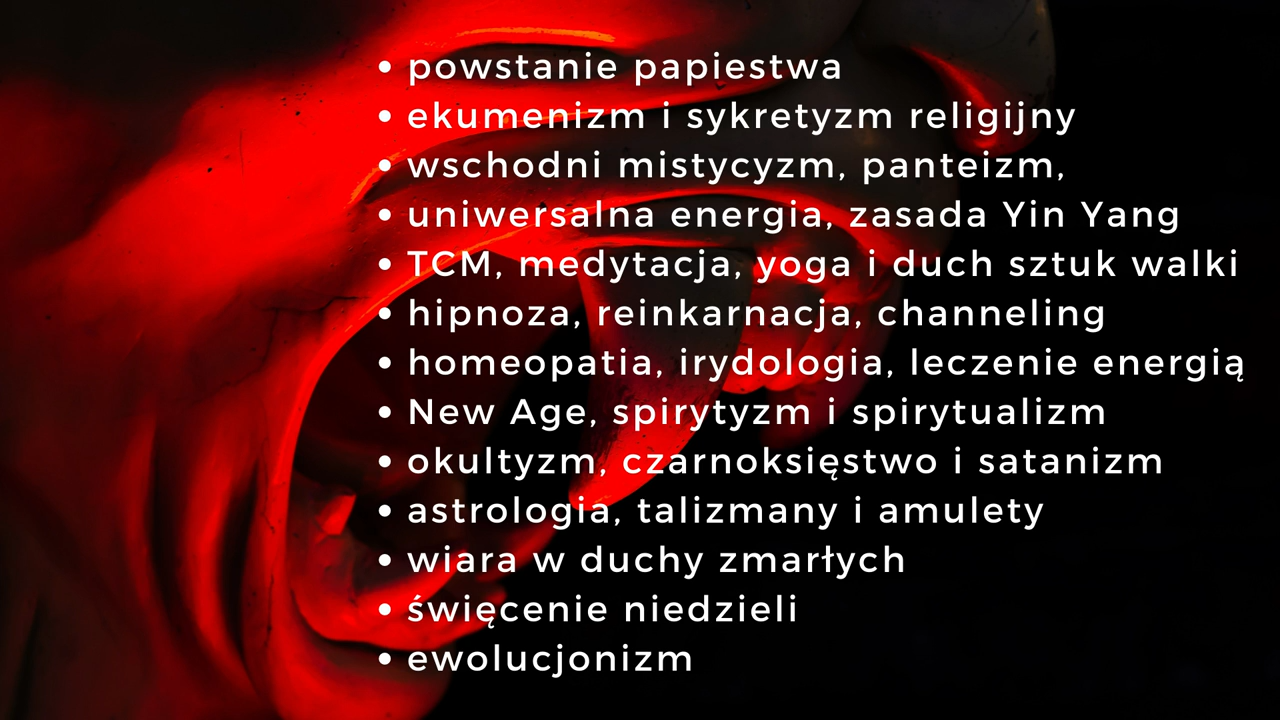 • powstanie papiestwa
• ekumenizm i sykretyzm religijny
• wschodni mistycyzm, panteizm,
• uniwersalna energia, zasada Yin Yang
• TCM, medytacja, yoga i duch sztuk walki
• hipnoza, reinkarnacja, channeling
• homeopatia, irydologia, leczenie energią
• New Age, spirytyzm i spirytualizm
• okultyzm, czarnoksięstwo i satanizm
• astrologia, talizmany i amulety
• wiara w duchy zmarłych
• święcenie niedzieli
• ewolucjonizm